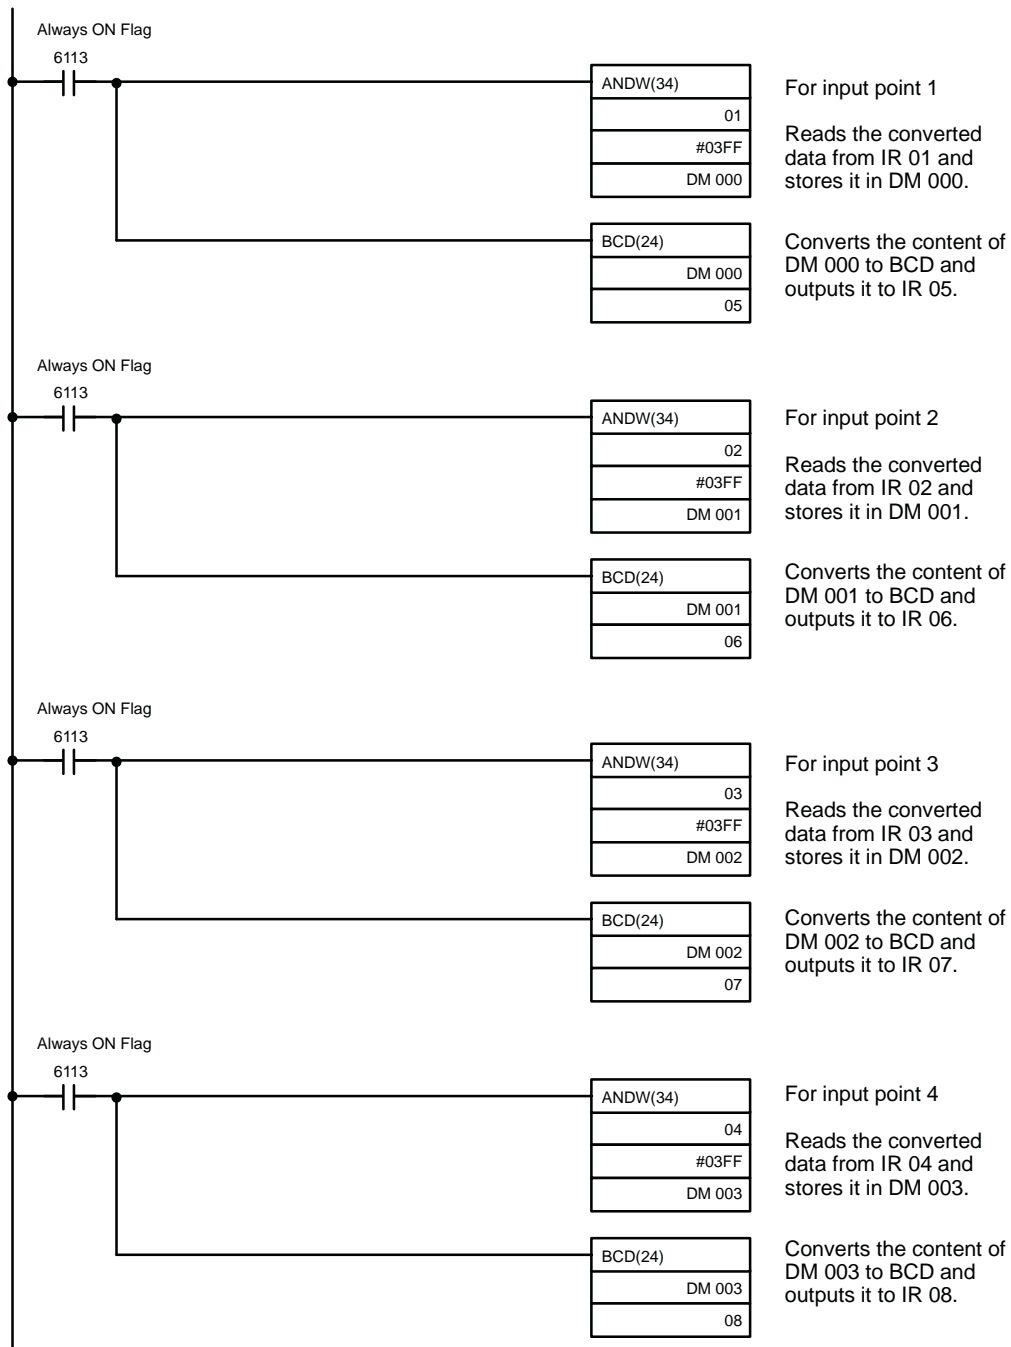 Always ON Flag
6113
ANDW(34)
01
#03FF
DM 000
For input point 1
Reads the converted
data from IR 01 and
stores it in DM 000.
BCD(24)
DM 000
05
Converts the content of
DM 000 to BCD and
outputs it to IR 05.
Always ON Flag
6113
ANDW(34)
02
#03FF
DM 001
For input point 2
Reads the converted
data from IR 02 and
stores it in DM 001.
BCD(24)
DM 001
06
Converts the content of
DM 001 to BCD and
outputs it to IR 06.
Always ON Flag
6113
ANDW(34)
03
#03FF
DM 002
For input point 3
Reads the converted
data from IR 03 and
stores it in DM 002.
BCD(24)
DM 002
07
Converts the content of
DM 002 to BCD and
outputs it to IR 07.
Always ON Flag
6113
ANDW(34)
04
#03FF
DM 003
For input point 4
Reads the converted
data from IR 04 and
stores it in DM 003.
BCD(24)
DM 003
08
Converts the content of
DM 003 to BCD and
outputs it to IR 08.